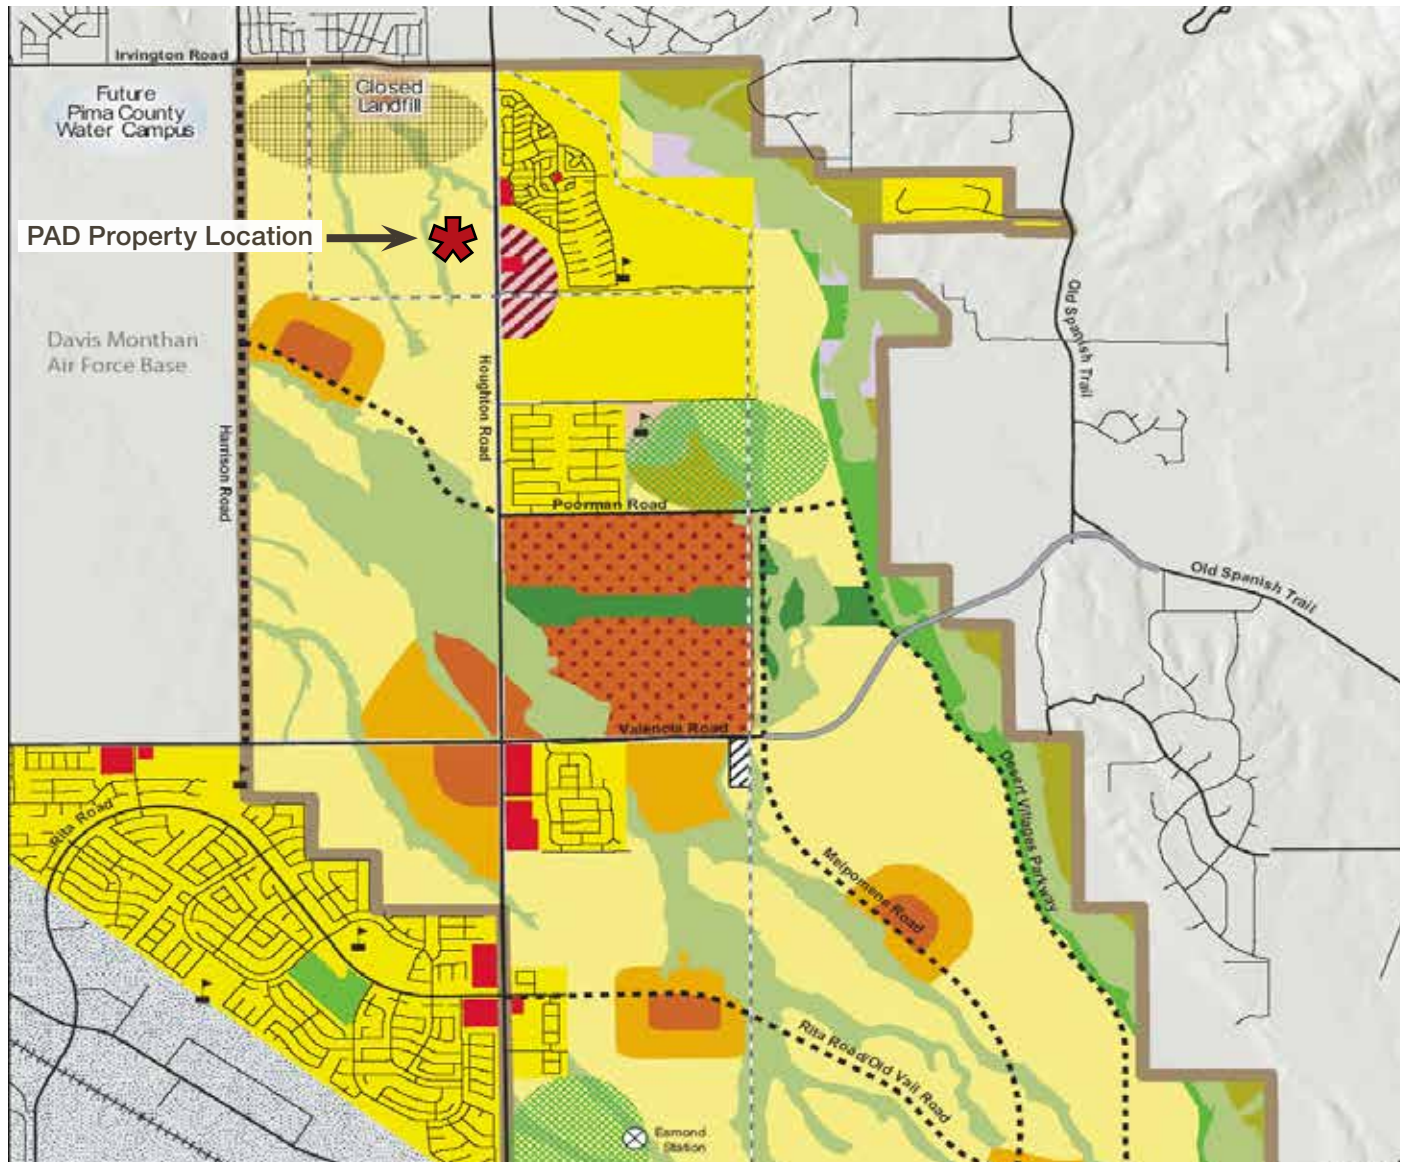 Irvington Road
Future
Pima County
Water Campus
Closed
Landfill
PAD Property Location
Davis Monthan
Air Force Base
Old Spanish Trail
Houghton Road
Harrison Road
Poorman Road
Old Spanish Trail
Valencia Road
Desert Villages Parkway
Rita Road
Melpomene Road
Rita Road/Old Vail Road
Esmond
Station